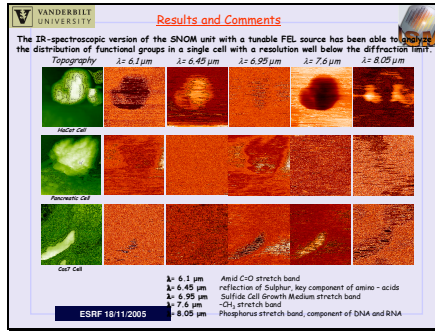 VANDERBILT
UNIVERSITY
Results and Comments
The IR-spectroscopic version of the SNOM unit with a tunable FEL source has been able to analyze
the distribution of functional groups in a single cell with a resolution well below the diffraction limit.
Topography λ= 6,1 μm λ= 6.45 μm λ= 6,95 μm λ= 7,6 μm λ= 8.05 μm
HaCat Cell
Pancreatic Cell
Cas7 Cell
λ= 6.1 μm Amid C=O stretch band
λ= 6.45 μm reflection of Sulphur, key component of amino – acids
λ= 6.95 μm Sulfide Cell Growth Medium stretch band
λ= 7.6 μm –CH3 stretch band
= 8.05 μm Phosphorus stretch band, component of DNA and RNA
ESRF 18/11/2005